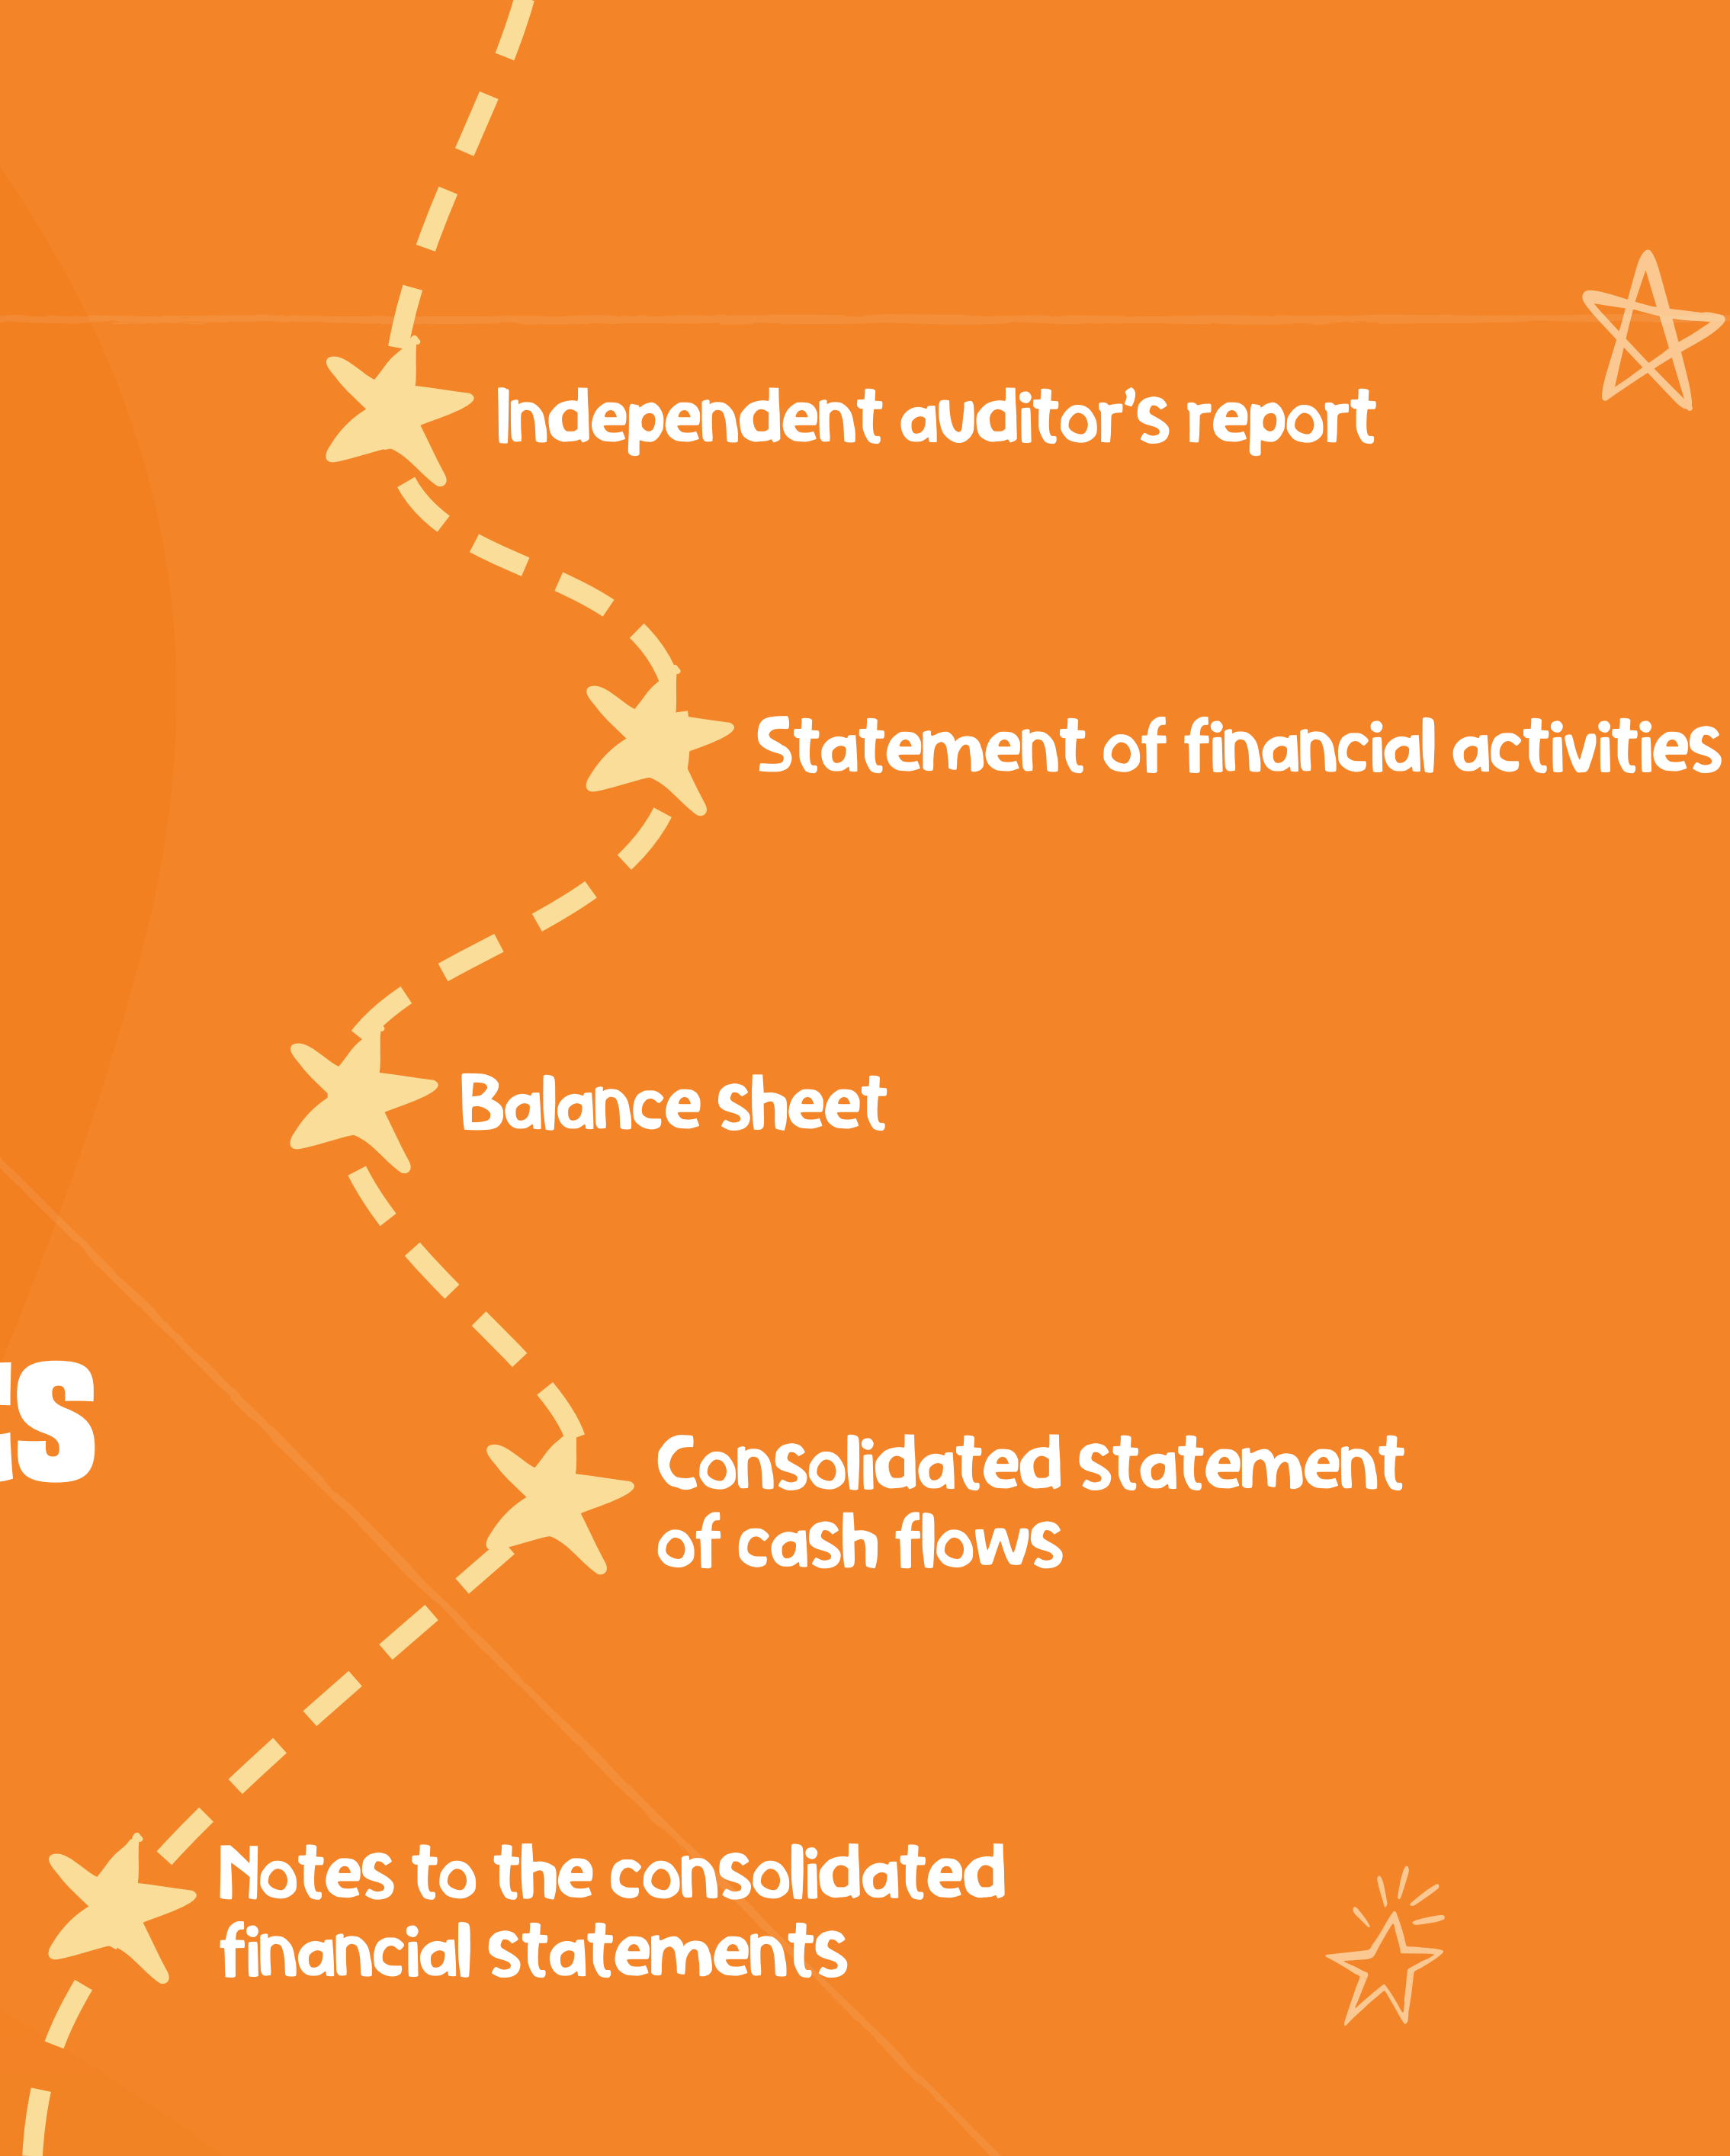 Independent auditor's report
Statement of financial activities
Balance sheet
Consolidated statement
of cash flows
Notes to the consolidated
financial statements